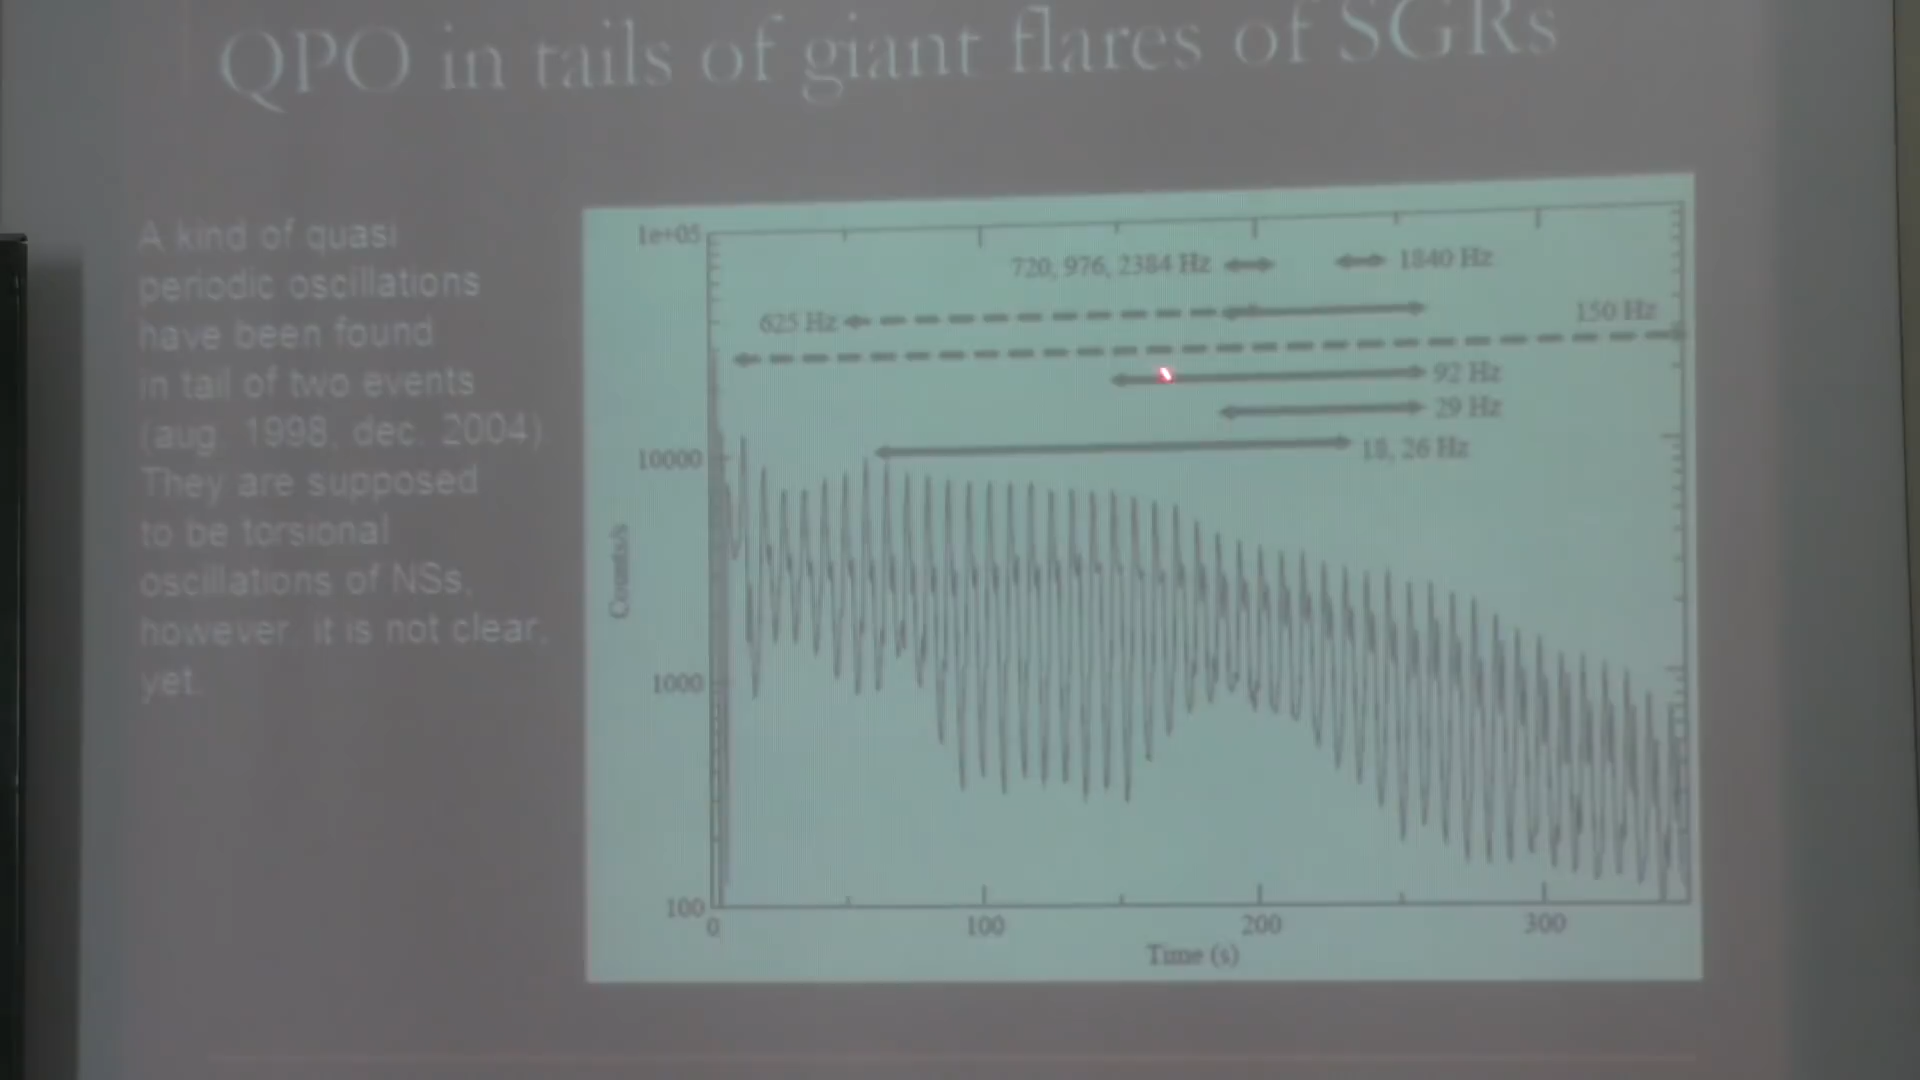 QPO in tails of giant flares of SGRs
A kind of quasi
periodic oscillations
have been found
in tail of two events
(aug. 1998, dec. 2004)
They are supposed
to be torsional
oscillations of NSs,
however, it is not clear,
yet.
1e+05
720, 976, 2384 Hz
1840 Hz
625 Hz
150 Hz
92 Hz
29 Hz
10000
18, 26 Hz
Counts/s
1000
100
0
100
200
300
Time (s)